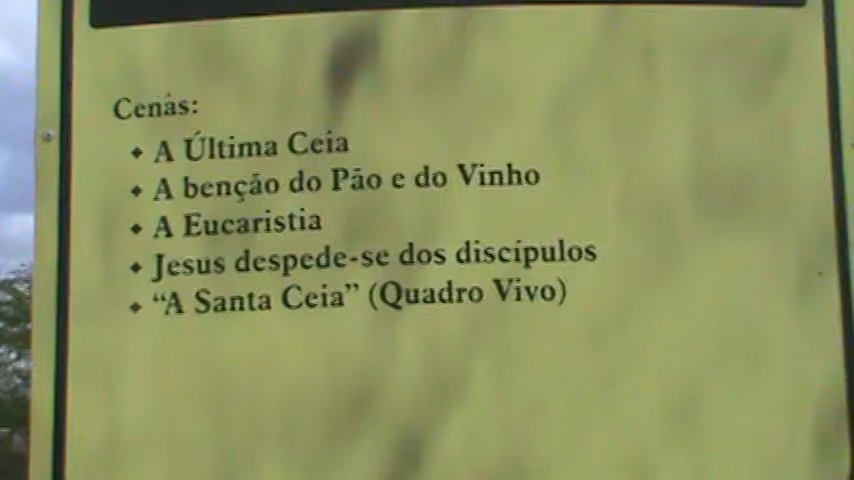 Cenas:
• A Última Ceia
• A benção do Pão e do Vinho
• A Eucaristia
• Jesus despede-se dos discípulos
• “A Santa Ceia” (Quadro Vivo)